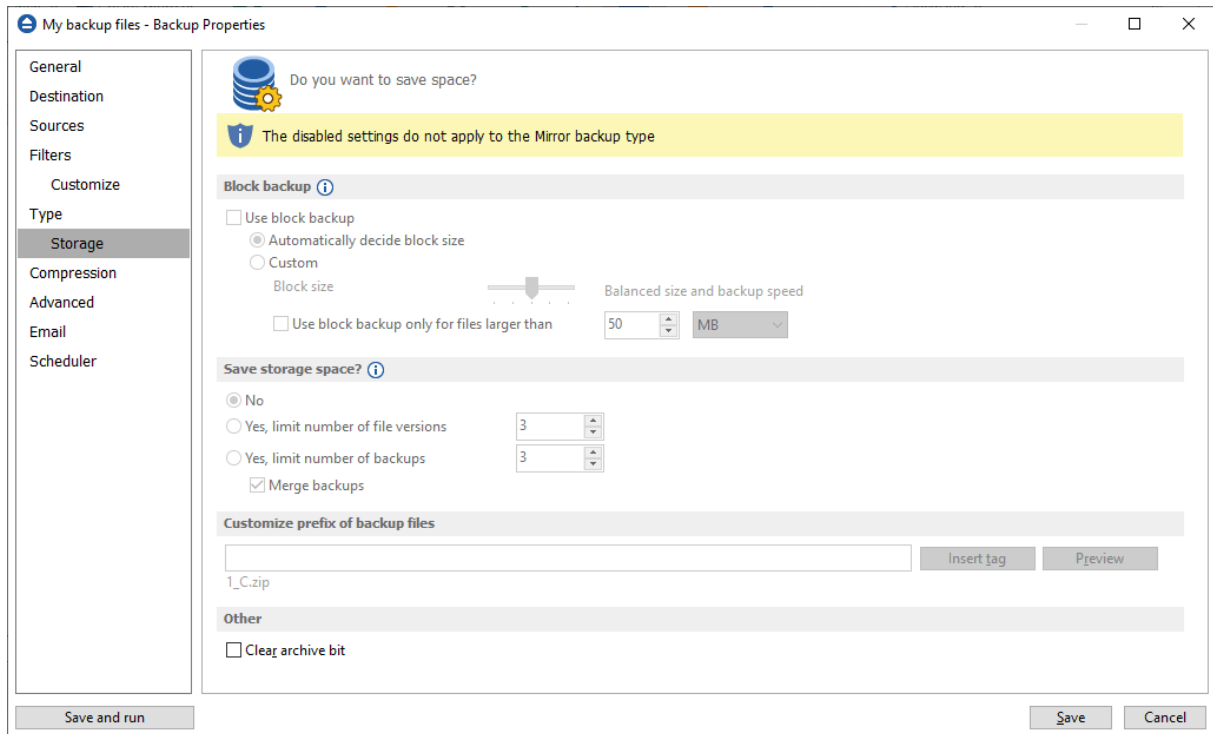 My backup files - Backup Properties
General
Destination
Sources
Filters
Customize
Type
Storage
Compression
Advanced
Email
Scheduler
Do you want to save space?
The disabled settings do not apply to the Mirror backup type
Block backup
Use block backup
Automatically decide block size
Custom
Block size
Balanced size and backup speed
Use block backup only for files larger than 50 MB
Save storage space?
No
Yes, limit number of file versions 3
Yes, limit number of backups 3
Merge backups
Customize prefix of backup files
Insert tag Preview
1_C.zip
Other
Clear archive bit
Save and run Save Cancel